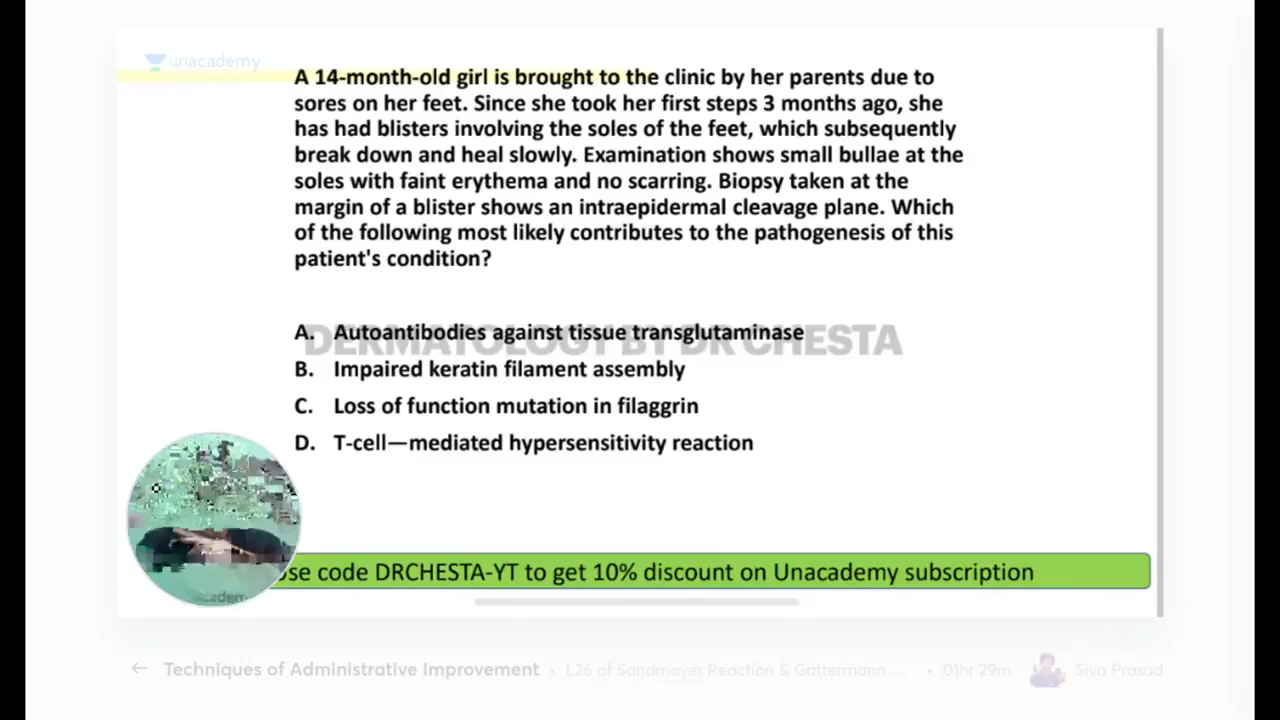 unacademy
A 14-month-old girl is brought to the clinic by her parents due to
sores on her feet. Since she took her first steps 3 months ago, she
has had blisters involving the soles of the feet, which subsequently
break down and heal slowly. Examination shows small bullae at the
soles with faint erythema and no scarring. Biopsy taken at the
margin of a blister shows an intraepidermal cleavage plane. Which
of the following most likely contributes to the pathogenesis of this
patient's condition?
DERMATOLOGY BY DR CHESTA
A. Autoantibodies against tissue transglutaminase
B. Impaired keratin filament assembly
C. Loss of function mutation in filaggrin
D. T-cell—mediated hypersensitivity reaction
code DRCHESTA-YT to get 10% discount on Unacademy subscription
← Techniques of Administrative Improvement • L26 of Sandmayer Reaction & Gattermann ... • 01hr 29m Siva Prasad